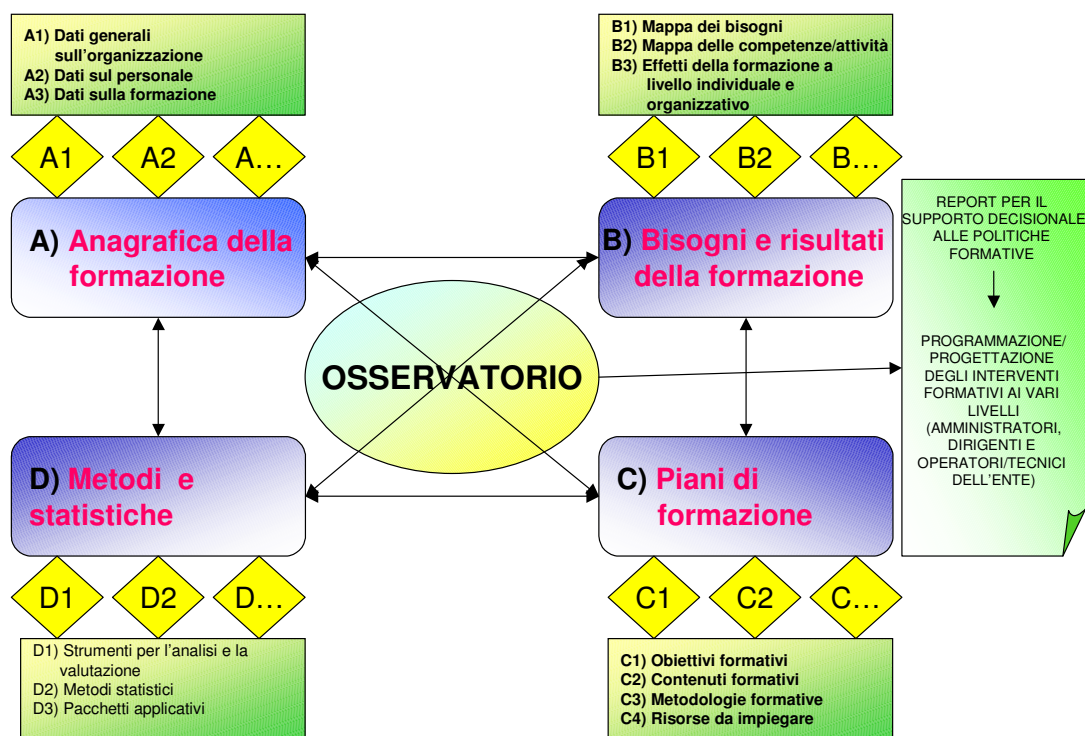 A1) Dati generali
sull'organizzazione
A2) Dati sul personale
A3) Dati sulla formazione
B1) Mappa dei bisogni
B2) Mappa delle competenze/attività
B3) Effetti della formazione a
livello individuale e
organizzativo
A1
A2
A…
B1
B2
B…
A) Anagrafica della
formazione
B) Bisogni e risultati
della formazione
REPORT PER IL
SUPPORTO DECISIONALE
ALLE POLITICHE
FORMATIVE
PROGRAMMAZIONE/
PROGETTAZIONE
DEGLI INTERVENTI
FORMATIVI AI VARI
LIVELLI
(AMMINISTRATORI,
DIRIGENTI E
OPERATORI/TECNICI
DELL'ENTE)
OSSERVATORIO
D) Metodi e
statistiche
C) Piani di
formazione
D1
D2
D…
C1
C2
C…
D1) Strumenti per l'analisi e la
valutazione
D2) Metodi statistici
D3) Pacchetti applicativi
C1) Obiettivi formativi
C2) Contenuti formativi
C3) Metodologie formative
C4) Risorse da impiegare